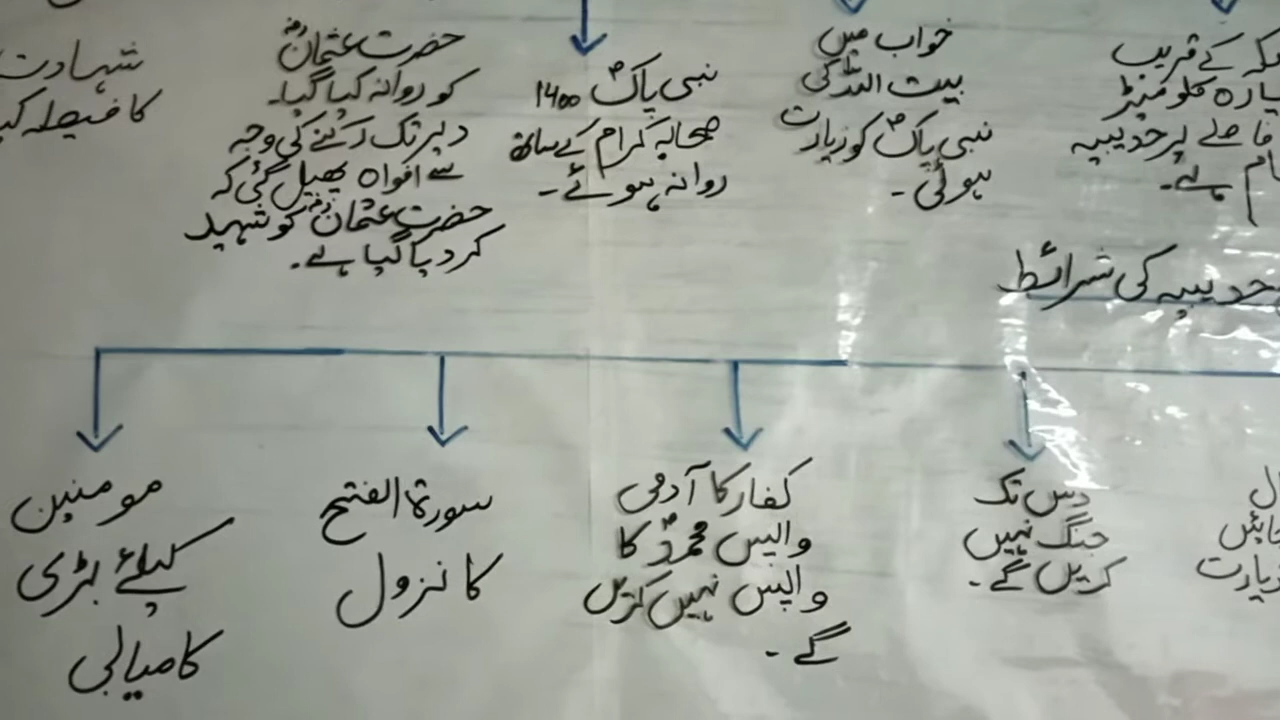 مکہ کے قریب
بارہ کلومیٹر
فاصلے پر حدیبیہ
نام ہے۔
خواب میں
بیت اللہ کی
نبی پاکؐ کو زیارت
ہوئی۔
نبی پاکؐ 1400
صحابہ کرام کے ساتھ
روانہ ہوئے۔
حضرت عثمانؓ
کو روانہ کیا گیا۔
دیر تک رکنے کی وجہ
سے افواہ پھیل گئی کہ
حضرت عثمانؓ کو شہید
کر دیا گیا ہے۔
شہادت
کا فیصلہ کیا
حدیبیہ کی شرائط
زیارت
دس تک
جنگ نہیں
کریں گے۔
کفار کا آدمی
واپس محمدؐ کا
واپس نہیں کریں
گے۔
سورۃ الفتح
کا نزول
مومنین
کیلئے بڑی
کامیابی